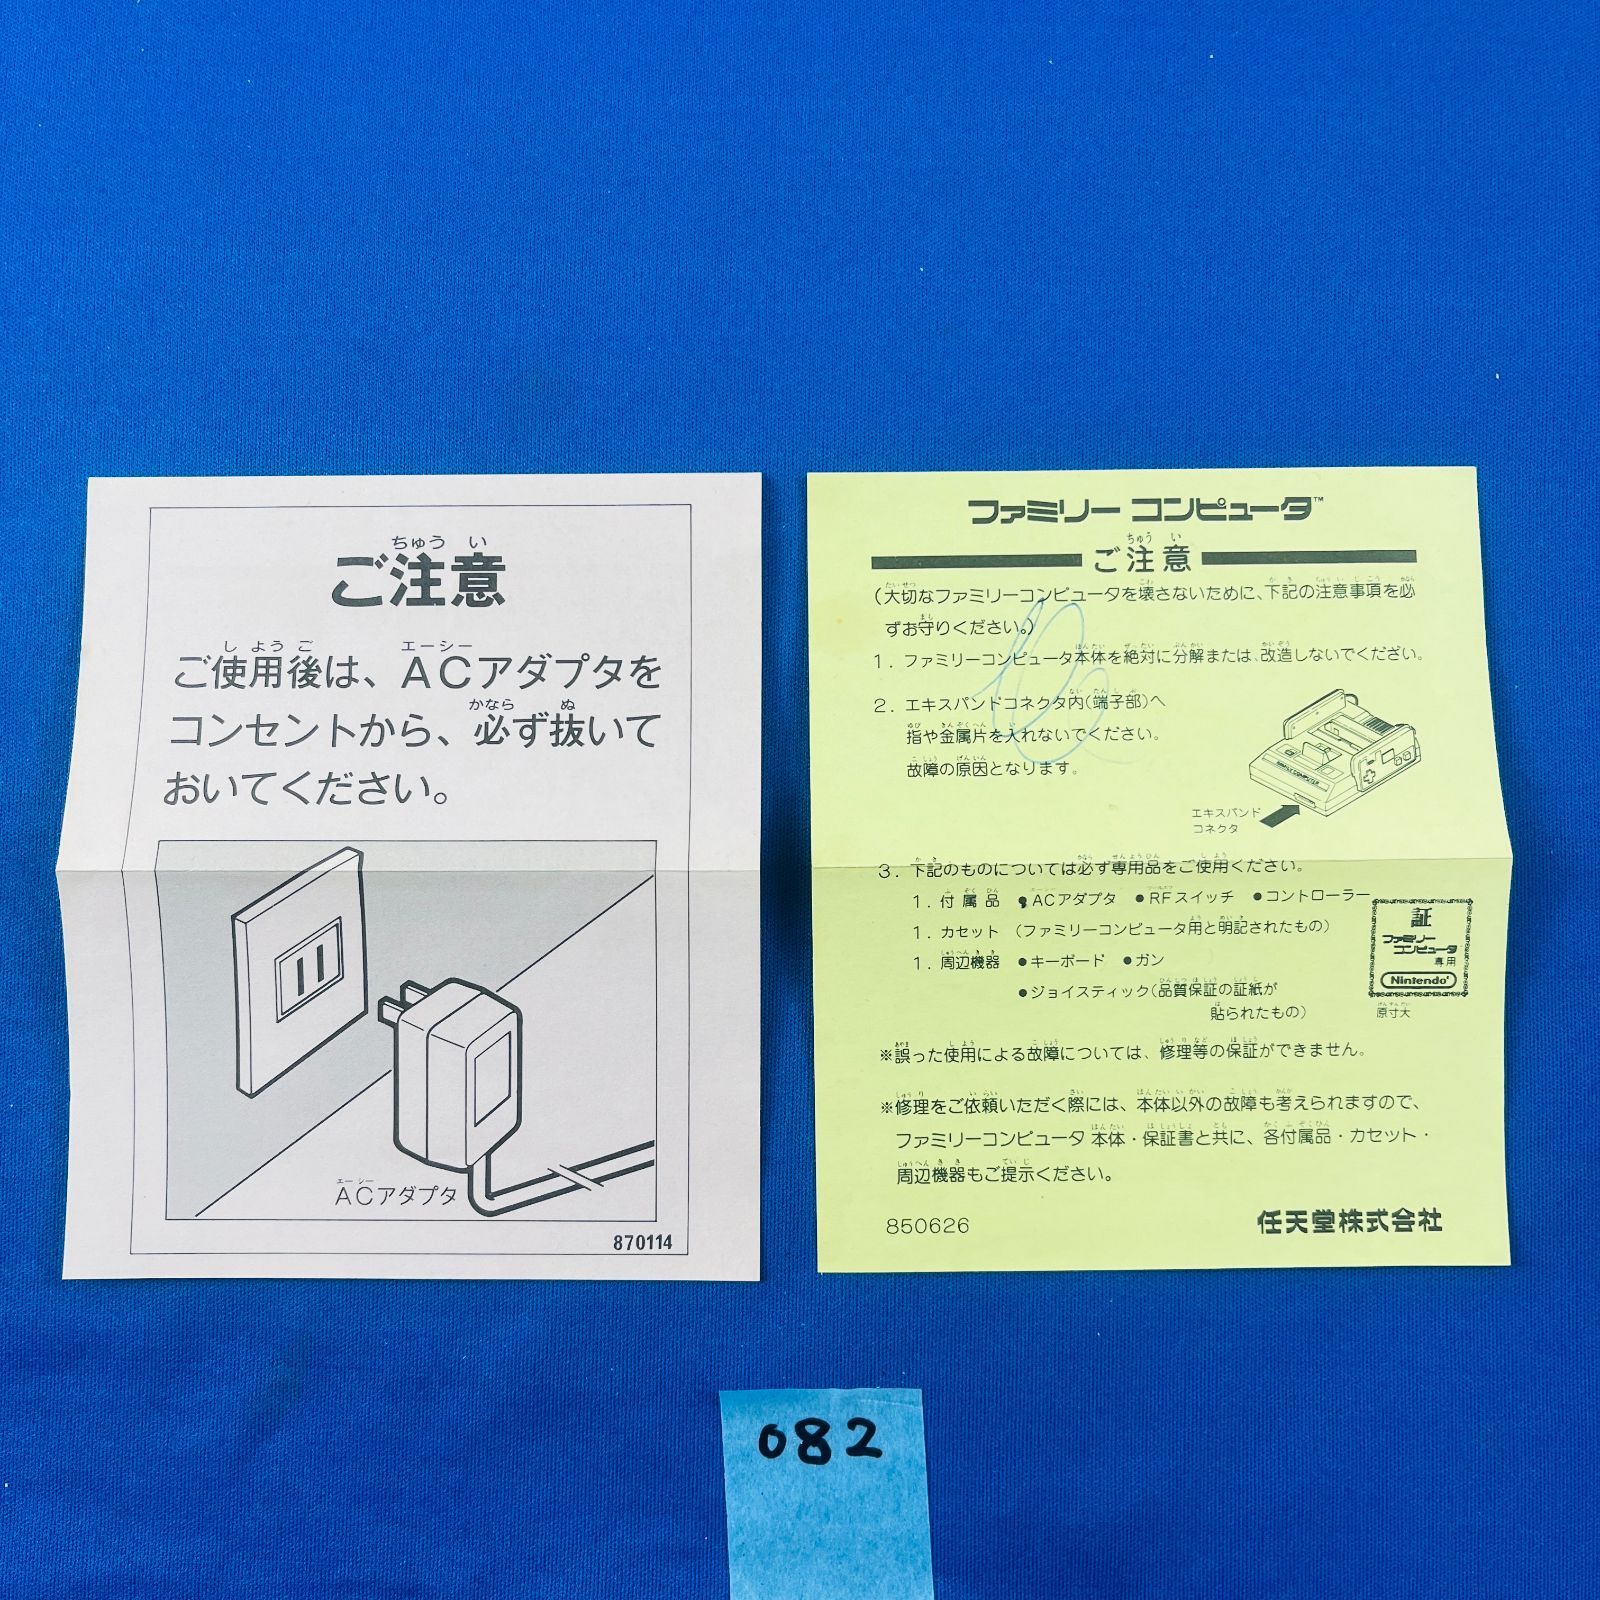 ご注意
ご使用後は、ACアダプタを
コンセントから、必ず抜いて
おいてください。
ACアダプタ
870114
ファミリー コンピュータ™
ご注意
(大切なファミリーコンピュータを壊さないために、下記の注意事項を必
ずお守りください。)
1. ファミリーコンピュータ本体を絶対に分解または、改造しないでください。
2. エキスパンドコネクタ内(端子部)へ
指や金属片を入れないでください。
故障の原因となります。
FAMILY COMPUTER
エキスパンド
コネクタ
3. 下記のものについては必ず専用品をご使用ください。
1. 付属品 ●ACアダプタ ●RFスイッチ ●コントローラー
1. カセット (ファミリーコンピュータ用と明記されたもの)
1. 周辺機器 ●キーボード ●ガン
●ジョイスティック(品質保証の証紙が
貼られたもの)
証
ファミリー
コンピュータ
専用
Nintendo
原寸大
※誤った使用による故障については、修理等の保証ができません。
※修理をご依頼いただく際には、本体以外の故障も考えられますので、
ファミリーコンピュータ本体・保証書と共に、各付属品・カセット・
周辺機器もご提示ください。
850626
任天堂株式会社
082